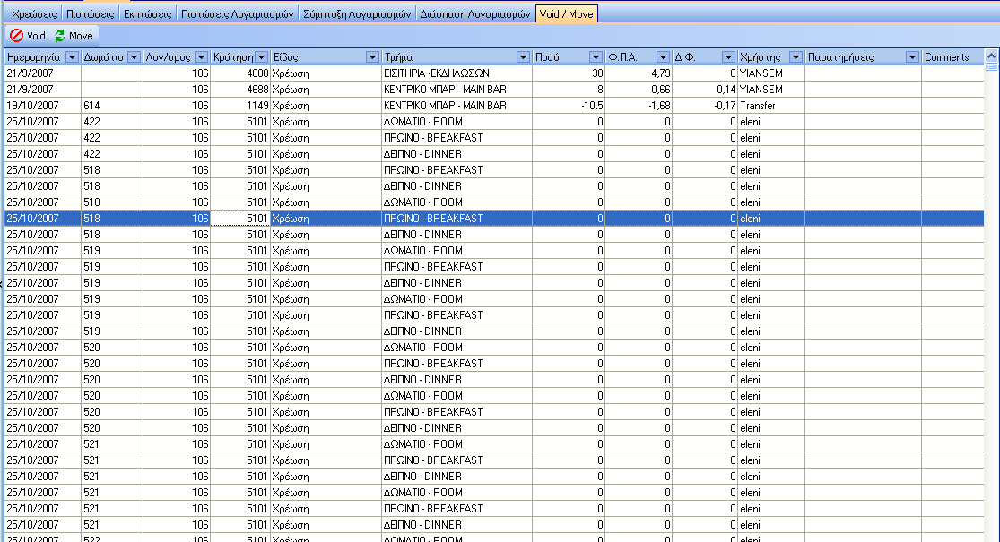 Χρεώσεις Πιστώσεις Εκπτώσεις Πιστώσεις Λογαριασμών Σύμπτυξη Λογαριασμών Διάσπαση Λογαριασμών Void / Move
Void Move
Ημερομηνία Δωμάτιο Λογ/σμος Κράτηση Είδος Τμήμα Ποσό Φ.Π.Α. Δ.Φ. Χρήστης Παρατηρήσεις Comments
21/9/2007 106 4688 Χρέωση ΕΙΣΙΤΗΡΙΑ -ΕΚΔΗΛΩΣΩΝ 30 4,79 0 YIANSEM
21/9/2007 106 4688 Χρέωση ΚΕΝΤΡΙΚΟ ΜΠΑΡ - MAIN BAR 8 0,66 0,14 YIANSEM
19/10/2007 614 106 1149 Χρέωση ΚΕΝΤΡΙΚΟ ΜΠΑΡ - MAIN BAR -10,5 -1,68 -0,17 Transfer
25/10/2007 422 106 5101 Χρέωση ΔΩΜΑΤΙΟ - ROOM 0 0 0 eleni
25/10/2007 422 106 5101 Χρέωση ΠΡΩΙΝΟ - BREAKFAST 0 0 0 eleni
25/10/2007 422 106 5101 Χρέωση ΔΕΙΠΝΟ - DINNER 0 0 0 eleni
25/10/2007 518 106 5101 Χρέωση ΠΡΩΙΝΟ - BREAKFAST 0 0 0 eleni
25/10/2007 518 106 5101 Χρέωση ΔΕΙΠΝΟ - DINNER 0 0 0 eleni
25/10/2007 518 106 5101 Χρέωση ΔΩΜΑΤΙΟ - ROOM 0 0 0 eleni
25/10/2007 518 106 5101 Χρέωση ΠΡΩΙΝΟ - BREAKFAST 0 0 0 eleni
25/10/2007 518 106 5101 Χρέωση ΔΕΙΠΝΟ - DINNER 0 0 0 eleni
25/10/2007 519 106 5101 Χρέωση ΔΩΜΑΤΙΟ - ROOM 0 0 0 eleni
25/10/2007 519 106 5101 Χρέωση ΠΡΩΙΝΟ - BREAKFAST 0 0 0 eleni
25/10/2007 519 106 5101 Χρέωση ΔΕΙΠΝΟ - DINNER 0 0 0 eleni
25/10/2007 519 106 5101 Χρέωση ΔΩΜΑΤΙΟ - ROOM 0 0 0 eleni
25/10/2007 519 106 5101 Χρέωση ΠΡΩΙΝΟ - BREAKFAST 0 0 0 eleni
25/10/2007 519 106 5101 Χρέωση ΔΕΙΠΝΟ - DINNER 0 0 0 eleni
25/10/2007 520 106 5101 Χρέωση ΔΩΜΑΤΙΟ - ROOM 0 0 0 eleni
25/10/2007 520 106 5101 Χρέωση ΠΡΩΙΝΟ - BREAKFAST 0 0 0 eleni
25/10/2007 520 106 5101 Χρέωση ΔΕΙΠΝΟ - DINNER 0 0 0 eleni
25/10/2007 520 106 5101 Χρέωση ΔΩΜΑΤΙΟ - ROOM 0 0 0 eleni
25/10/2007 520 106 5101 Χρέωση ΠΡΩΙΝΟ - BREAKFAST 0 0 0 eleni
25/10/2007 520 106 5101 Χρέωση ΔΕΙΠΝΟ - DINNER 0 0 0 eleni
25/10/2007 521 106 5101 Χρέωση ΔΩΜΑΤΙΟ - ROOM 0 0 0 eleni
25/10/2007 521 106 5101 Χρέωση ΠΡΩΙΝΟ - BREAKFAST 0 0 0 eleni
25/10/2007 521 106 5101 Χρέωση ΔΕΙΠΝΟ - DINNER 0 0 0 eleni
25/10/2007 521 106 5101 Χρέωση ΔΩΜΑΤΙΟ - ROOM 0 0 0 eleni
25/10/2007 521 106 5101 Χρέωση ΠΡΩΙΝΟ - BREAKFAST 0 0 0 eleni
25/10/2007 521 106 5101 Χρέωση ΔΕΙΠΝΟ - DINNER 0 0 0 eleni
25/10/2007 522 106 5101 Χρέωση ΔΩΜΑΤΙΟ - ROOM 0 0 0 eleni